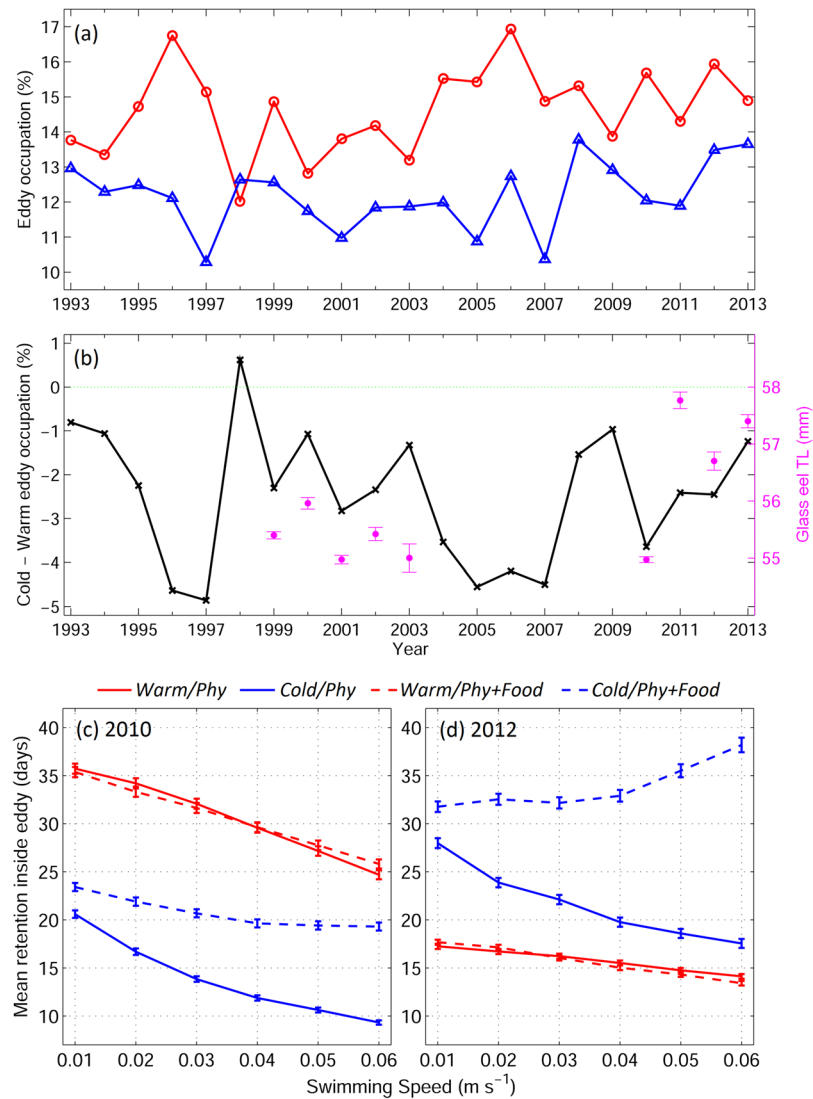 (a)
Eddy occupation (%)
17
16
15
14
13
12
11
10
1993 1995 1997 1999 2001 2003 2005 2007 2009 2011 2013
(b)
Cold − Warm eddy occupation (%)
1
0
−1
−2
−3
−4
−5
58
57
56
55
Glass eel TL (mm)
1993 1995 1997 1999 2001 2003 2005 2007 2009 2011 2013
Year
Warm/Phy Cold/Phy Warm/Phy+Food Cold/Phy+Food
(c) 2010
(d) 2012
Mean retention inside eddy (days)
40
35
30
25
20
15
10
40
35
30
25
20
15
10
0.01 0.02 0.03 0.04 0.05 0.06
0.01 0.02 0.03 0.04 0.05 0.06
Swimming Speed (m s⁻¹)